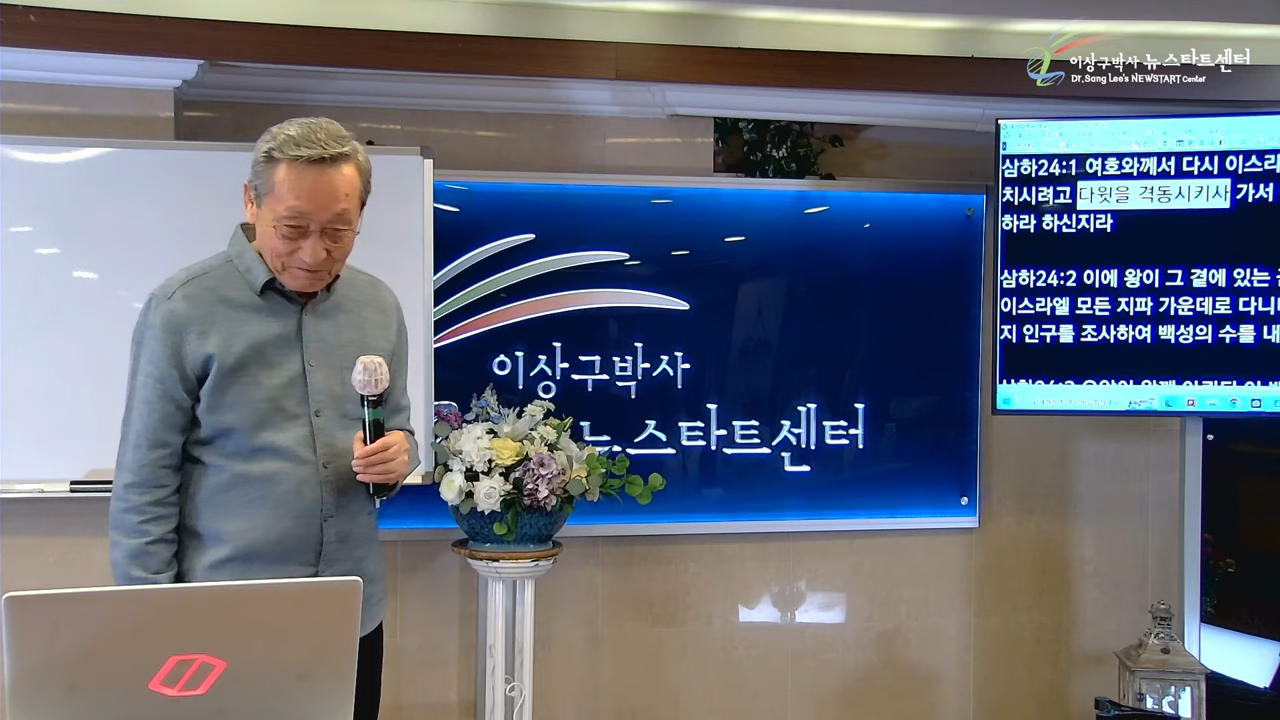 이상구박사 뉴스타트센터
Dr. Sang Lee's NEWSTART Center
삼하24:1 여호와께서 다시
치시려고 다윗을 격동시키사 가서
하라 하신지라
삼하24:2 이에 왕이 그 곁에 있는
이스라엘 모든 지파 가운데로
지 인구를 조사하여 백성의 수를 내
이상구박사
뉴스타트센터